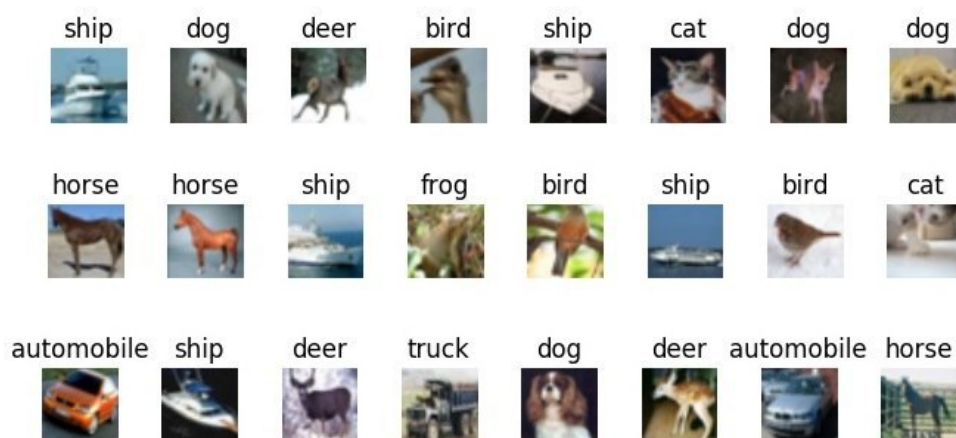 ship dog deer bird ship cat dog dog
horse horse ship frog bird ship bird cat
automobile ship deer truck dog deer automobile horse